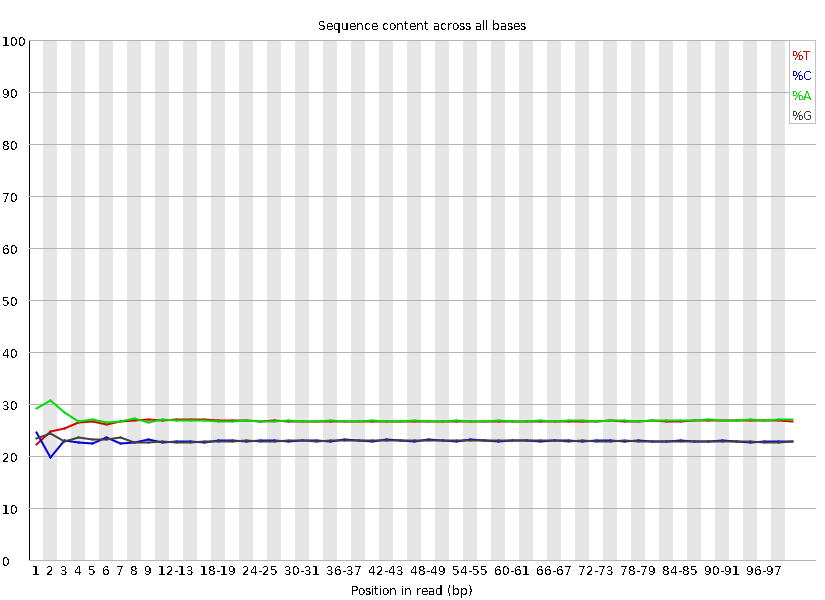 Sequence content across all bases
100
90
80
70
60
50
40
30
20
10
0
%T
%C
%A
%G
1 2 3 4 5 6 7 8 9 12-13 18-19 24-25 30-31 36-37 42-43 48-49 54-55 60-61 66-67 72-73 78-79 84-85 90-91 96-97
Position in read (bp)